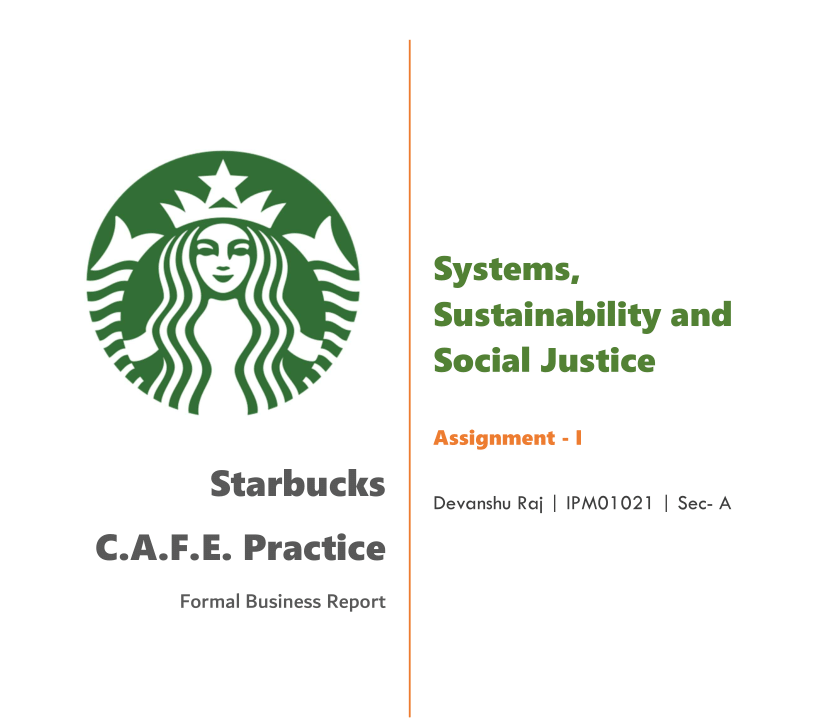 Starbucks
C.A.F.E. Practice
Formal Business Report
Systems,
Sustainability and
Social Justice
Assignment - I
Devanshu Raj | IPM01021 | Sec- A